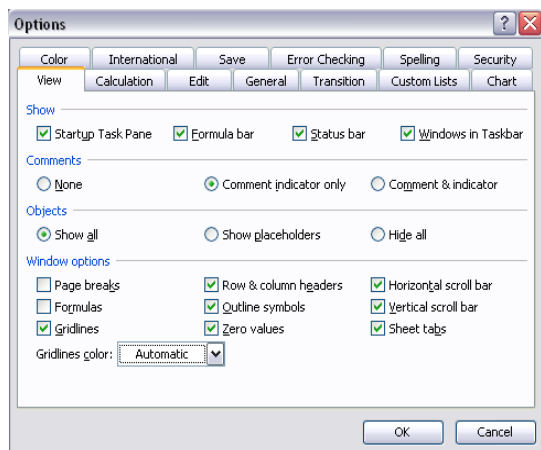 Options ?
Color International Save Error Checking Spelling Security
View Calculation Edit General Transition Custom Lists Chart
Show
Startup Task Pane Formula bar Status bar Windows in Taskbar
Comments
None Comment indicator only Comment & indicator
Objects
Show all Show placeholders Hide all
Window options
Page breaks Row & column headers Horizontal scroll bar
Formulas Outline symbols Vertical scroll bar
Gridlines Zero values Sheet tabs
Gridlines color: Automatic
OK Cancel